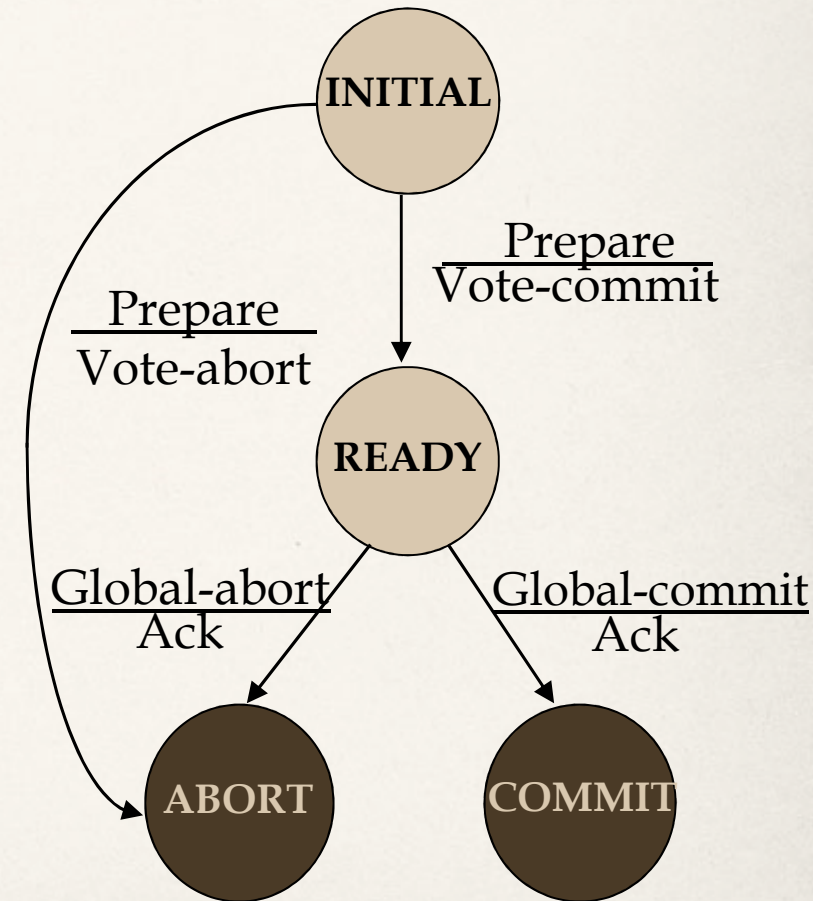 INITIAL
Prepare
Vote-commit
Prepare
Vote-abort
READY
Global-abort
Ack
Global-commit
Ack
ABORT
COMMIT